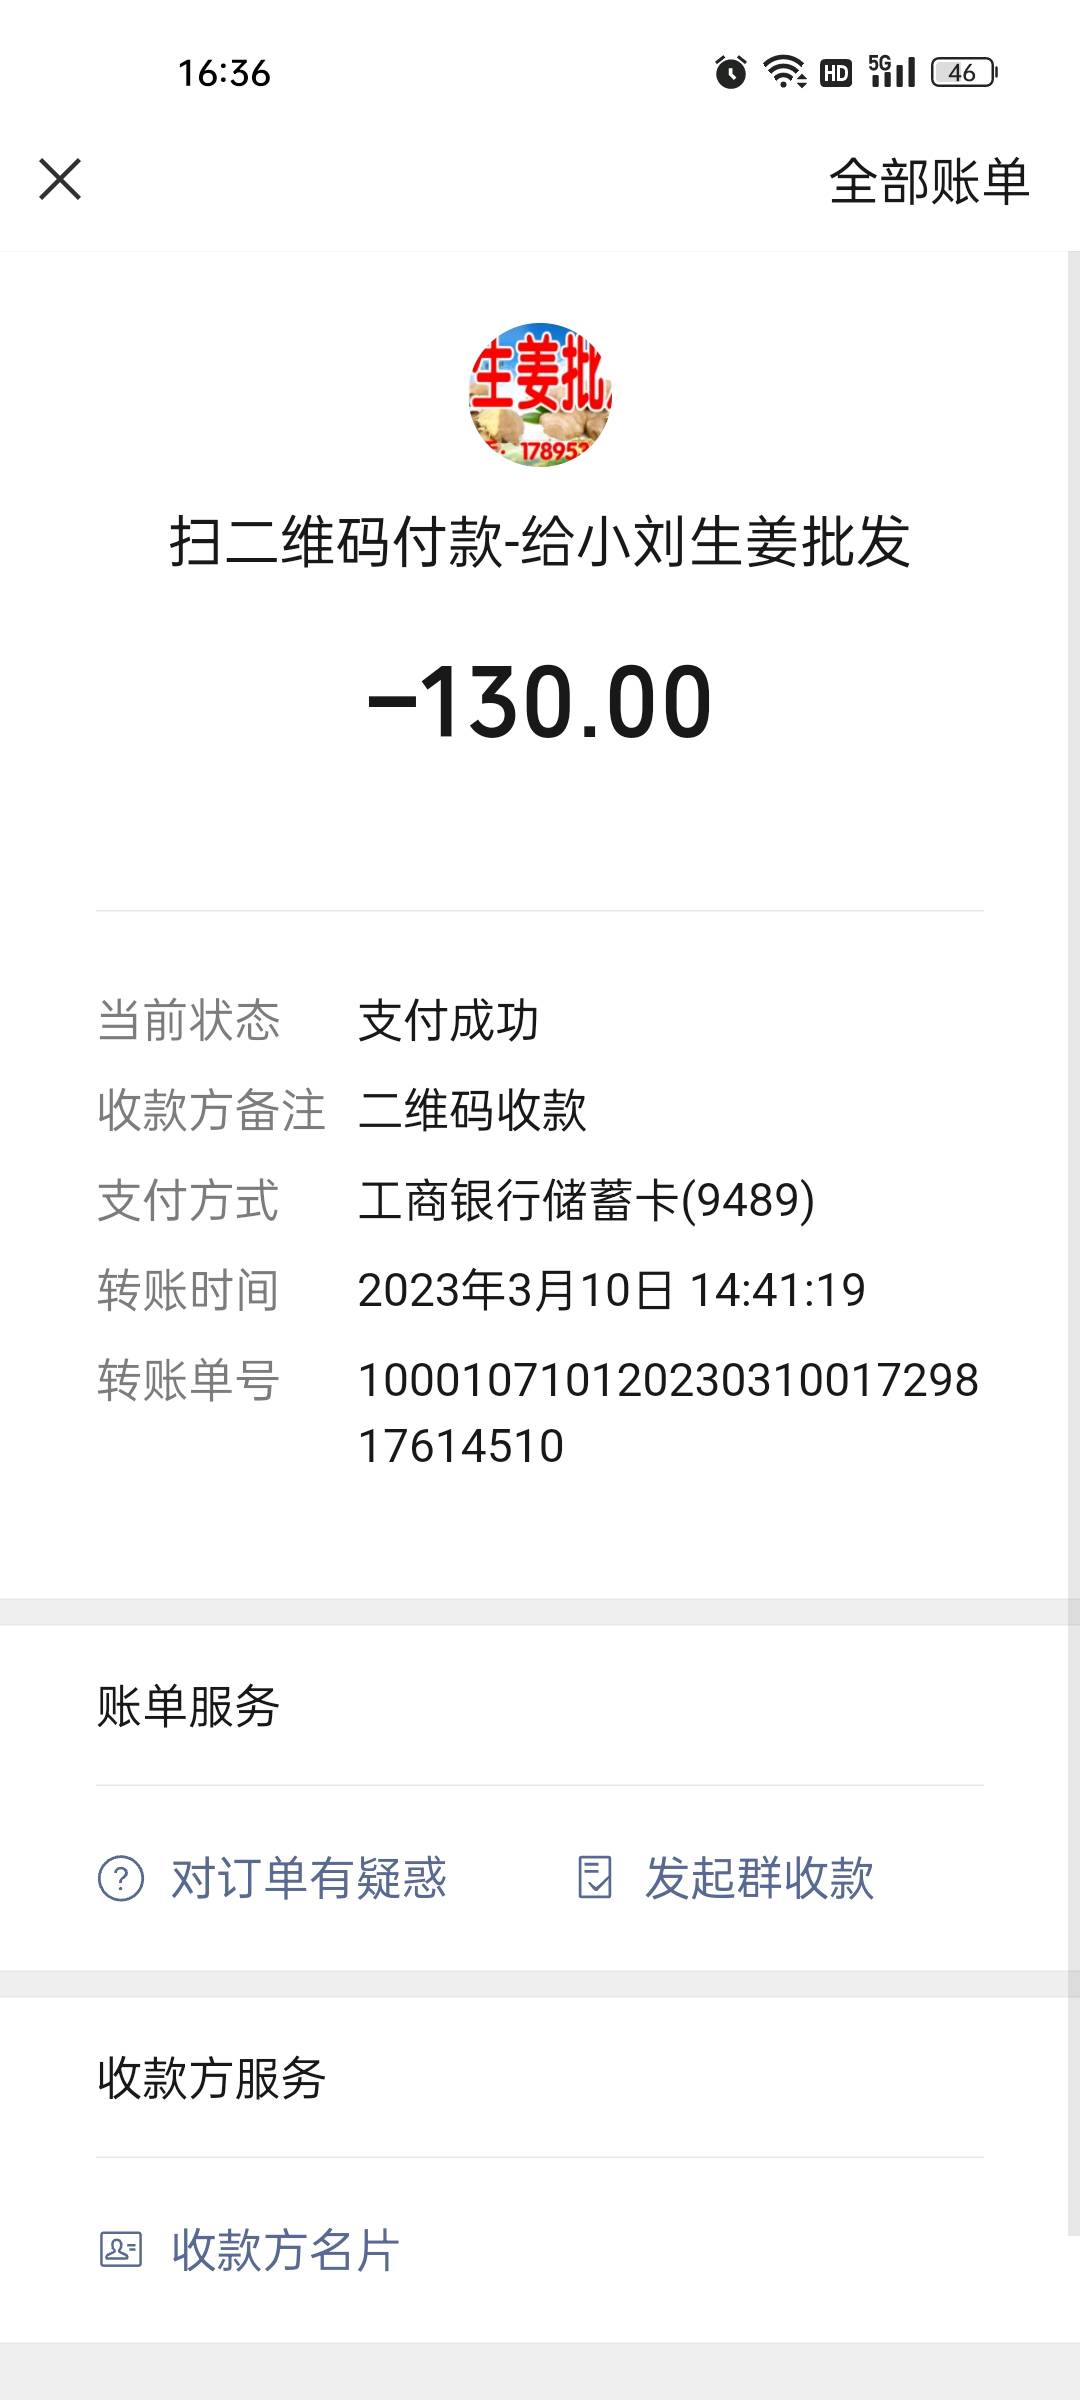 16:36
HD 5G 46
全部账单
生姜批
178953
扫二维码付款-给小刘生姜批发
-130.00
当前状态 支付成功
收款方备注 二维码收款
支付方式 工商银行储蓄卡(9489)
转账时间 2023年3月10日 14:41:19
转账单号 100010710120230310017298
17614510
账单服务
对订单有疑惑 发起群收款
收款方服务
收款方名片